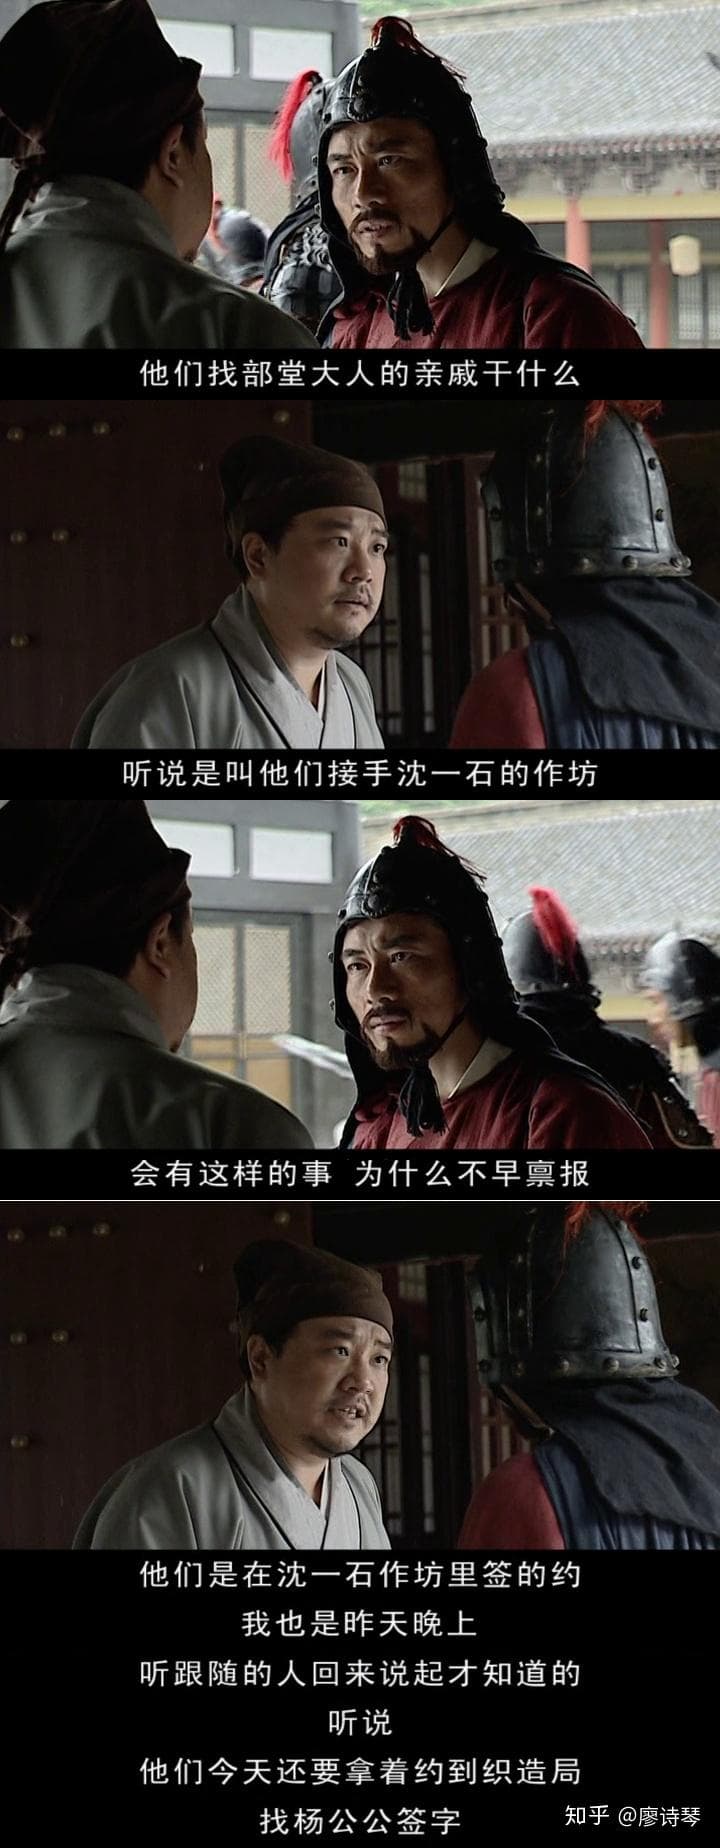 他们找部堂大人的亲戚干什么
听说是叫他们接手沈一石的作坊
会有这样的事 为什么不早禀报
他们是在沈一石作坊里签的约
我也是昨天晚上
听跟随的人回来说起才知道的
听说
他们今天还要拿着约到织造局
找杨公公签字
知乎 @廖诗琴